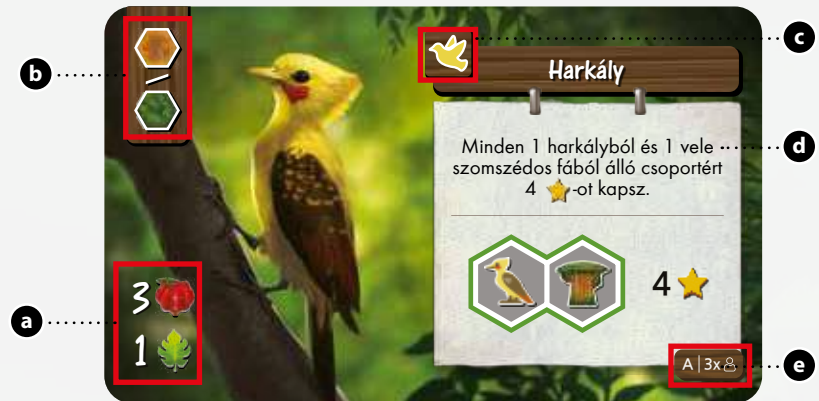 b
c
Harkály
Minden 1 harkályból és 1 vele
szomszédos fából álló csoportért
4 -ot kapsz.
d
4
3
1
a
A | 3x
e